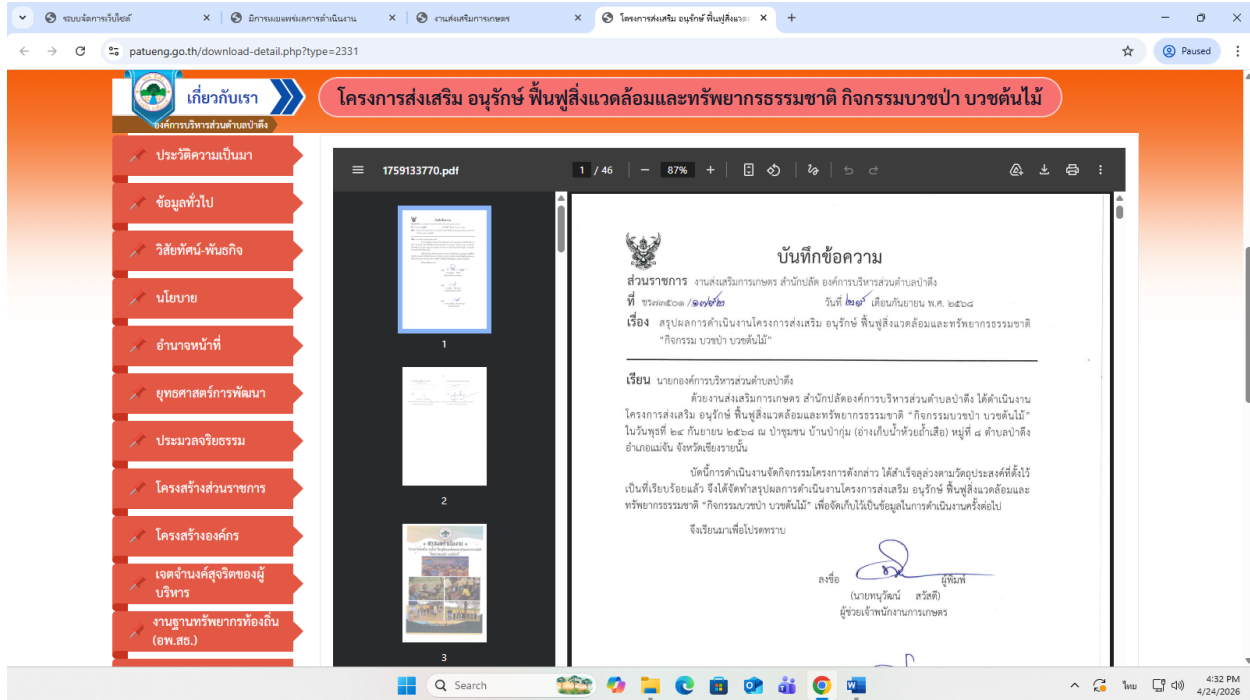 ระบบจัดการเว็บไซต์
มีการเผยแพร่ผลการดำเนินงาน
งานส่งเสริมการเกษตร
โครงการส่งเสริม อนุรักษ์ ฟื้นฟูสิ่งแวด
patueng.go.th/download-detail.php?type=2331
Paused
เกี่ยวกับเรา
องค์การบริหารส่วนตำบลป่าตึง
โครงการส่งเสริม อนุรักษ์ ฟื้นฟูสิ่งแวดล้อมและทรัพยากรธรรมชาติ กิจกรรมบวชป่า บวชต้นไม้
ประวัติความเป็นมา
ข้อมูลทั่วไป
วิสัยทัศน์-พันธกิจ
นโยบาย
อำนาจหน้าที่
ยุทธศาสตร์การพัฒนา
ประมวลจริยธรรม
โครงสร้างส่วนราชการ
โครงสร้างองค์กร
เจตจำนงค์สุจริตของผู้
บริหาร
งานฐานทรัพยากรท้องถิ่น
(อพ.สธ.)
1759133770.pdf
1 / 46
87%
1
2
3
บันทึกข้อความ
ส่วนราชการ งานส่งเสริมการเกษตร สำนักปลัด องค์การบริหารส่วนตำบลป่าตึง
ที่ ชร๗๗๕๐๑ / วันที่ เดือนกันยายน พ.ศ. ๒๕๖๘
เรื่อง สรุปผลการดำเนินงานโครงการส่งเสริม อนุรักษ์ ฟื้นฟูสิ่งแวดล้อมและทรัพยากรธรรมชาติ
"กิจกรรม บวชป่า บวชต้นไม้"
เรียน นายกองค์การบริหารส่วนตำบลป่าตึง
ด้วยงานส่งเสริมการเกษตร สำนักปลัดองค์การบริหารส่วนตำบลป่าตึง ได้ดำเนินงาน
โครงการส่งเสริม อนุรักษ์ ฟื้นฟูสิ่งแวดล้อมและทรัพยากรธรรมชาติ "กิจกรรมบวชป่า บวชต้นไม้"
ในวันพุธที่ ๒๔ กันยายน ๒๕๖๘ ณ ป่าชุมชน บ้านป่ากุ่ม (อ่างเก็บน้ำห้วยถ้ำเสือ) หมู่ที่ ๘ ตำบลป่าตึง
อำเภอแม่จัน จังหวัดเชียงรายนั้น
บัดนี้การดำเนินงานจัดกิจกรรมโครงการดังกล่าว ได้สำเร็จลุล่วงตามวัตถุประสงค์ที่ตั้งไว้
เป็นที่เรียบร้อยแล้ว จึงได้จัดทำสรุปผลการดำเนินงานโครงการส่งเสริม อนุรักษ์ ฟื้นฟูสิ่งแวดล้อมและ
ทรัพยากรธรรมชาติ "กิจกรรมบวชป่า บวชต้นไม้" เพื่อจัดเก็บไว้เป็นข้อมูลในการดำเนินงานครั้งต่อไป
จึงเรียนมาเพื่อโปรดทราบ
ลงชื่อ ผู้พิมพ์
(นายทนุวัฒน์ สวัสดี)
ผู้ช่วยเจ้าพนักงานการเกษตร
Search
ไทย
4:32 PM
4/24/2026